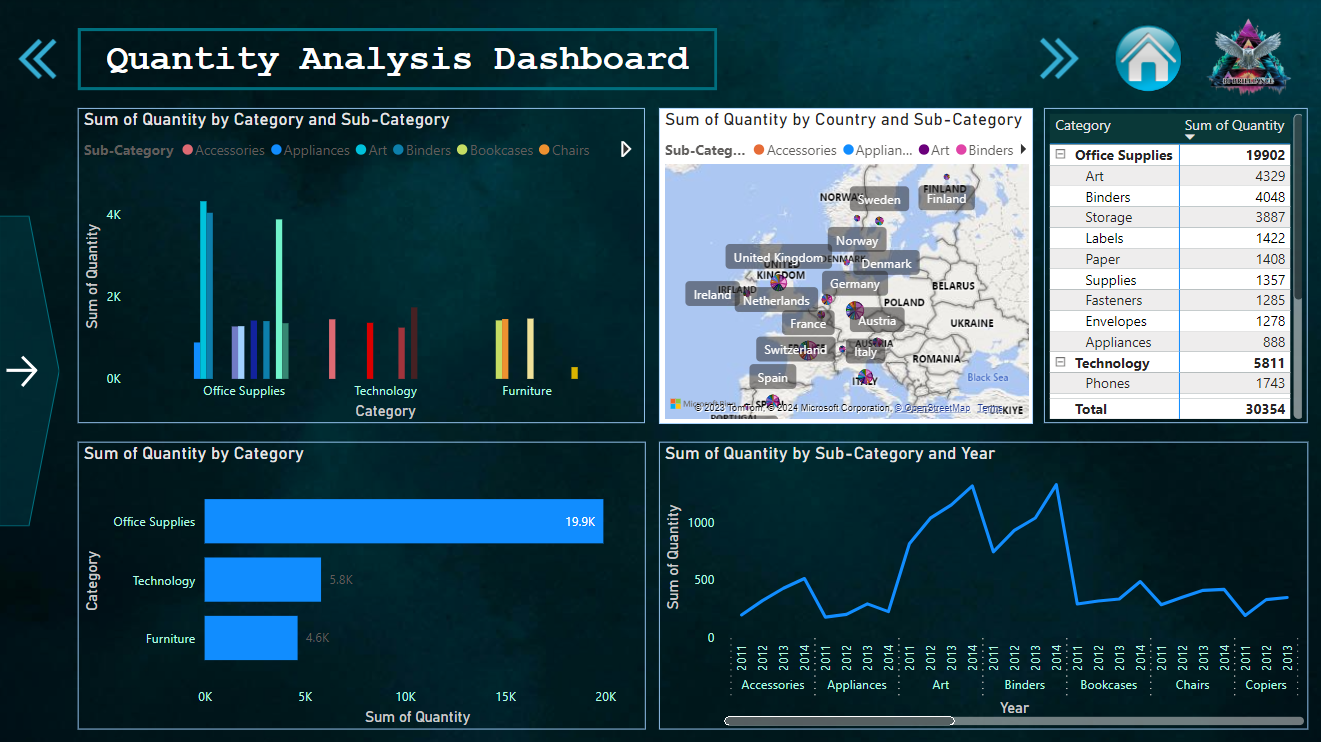 Quantity Analysis Dashboard
Sum of Quantity by Category and Sub-Category
Sub-Category Accessories Appliances Art Binders Bookcases Chairs
Sum of Quantity
4K
2K
0K
Office Supplies Technology Furniture
Category
Sum of Quantity by Country and Sub-Category
Sub-Categ... Accessories Applian... Art Binders
FINLAND
Sweden
Finland
Norway
United Kingdom
UNITED
KINGDOM
Denmark
Germany
BELARUS
Ireland
Netherlands
POLAND
France
Austria
UKRAINE
Switzerland
Italy
ROMANIA
Spain
ITALY
Black Sea
© 2023 TomTom, © 2024 Microsoft Corporation, © OpenStreetMap Terms
Category Sum of Quantity
Office Supplies 19902
Art 4329
Binders 4048
Storage 3887
Labels 1422
Paper 1408
Supplies 1357
Fasteners 1285
Envelopes 1278
Appliances 888
Technology 5811
Phones 1743
Total 30354
Sum of Quantity by Category
Category
Office Supplies 19.9K
Technology 5.8K
Furniture 4.6K
0K 5K 10K 15K 20K
Sum of Quantity
Sum of Quantity by Sub-Category and Year
Sum of Quantity
1000
500
0
2011 2012 2013 2014 2011 2012 2013 2014 2011 2012 2013 2014 2011 2012 2013 2014 2011 2012 2013 2014 2011 2012 2013 2014 2011 2012 2013
Accessories Appliances Art Binders Bookcases Chairs Copiers
Year